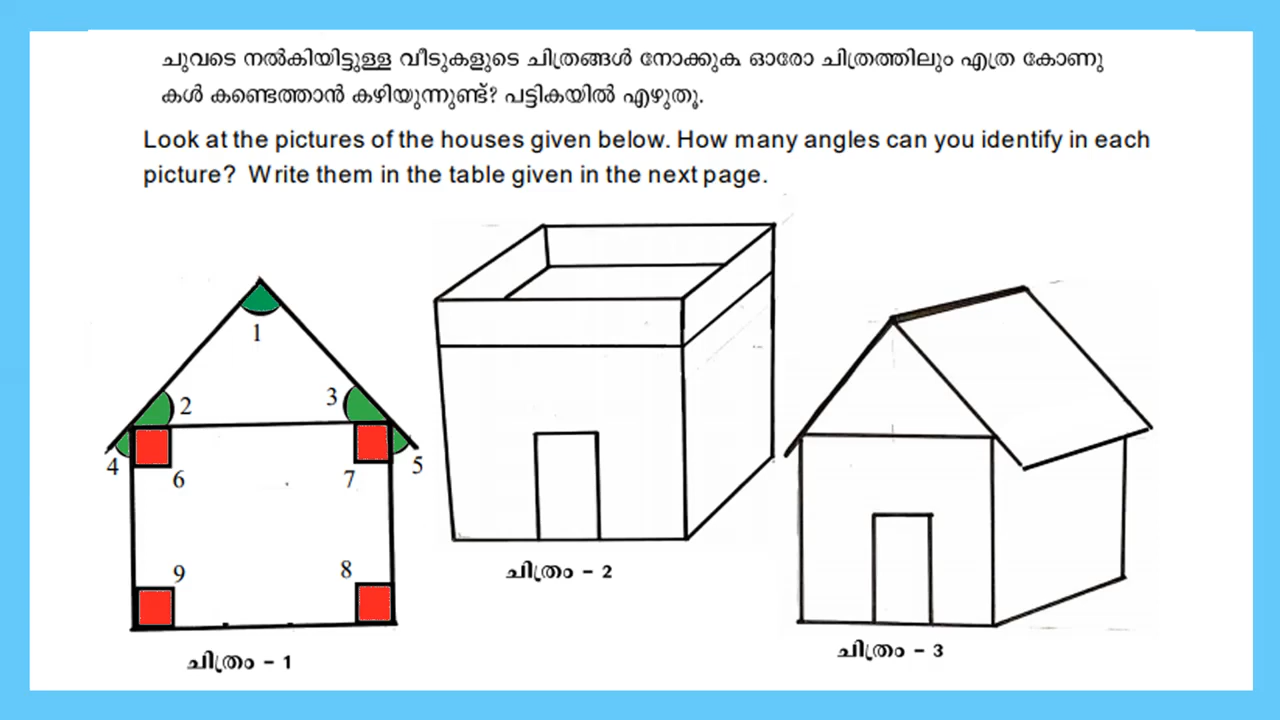 ചുവടെ നൽകിയിട്ടുള്ള വീടുകളുടെ ചിത്രങ്ങൾ നോക്കുക ഓരോ ചിത്രത്തിലും എത്ര കോണു
കൾ കണ്ടെത്താൻ കഴിയുന്നുണ്ട്? പട്ടികയിൽ എഴുതൂ.
Look at the pictures of the houses given below. How many angles can you identify in each
picture? Write them in the table given in the next page.
1
2
3
4
5
6
7
9
8
ചിത്രം - 1
ചിത്രം - 2
ചിത്രം - 3